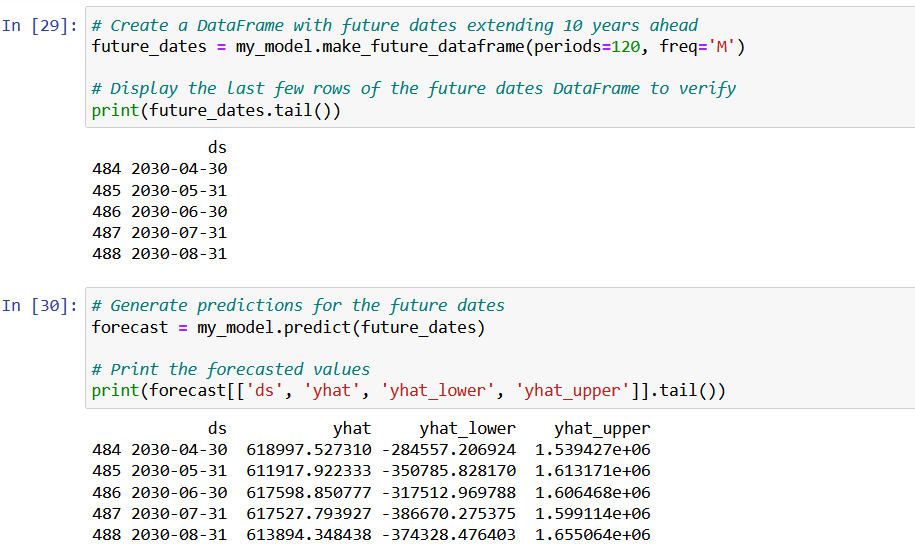 In [29]: # Create a DataFrame with future dates extending 10 years ahead
future_dates = my_model.make_future_dataframe(periods=120, freq='M')
# Display the last few rows of the future dates DataFrame to verify
print(future_dates.tail())
ds
484 2030-04-30
485 2030-05-31
486 2030-06-30
487 2030-07-31
488 2030-08-31
In [30]: # Generate predictions for the future dates
forecast = my_model.predict(future_dates)
# Print the forecasted values
print(forecast[['ds', 'yhat', 'yhat_lower', 'yhat_upper']].tail())
ds yhat yhat_lower yhat_upper
484 2030-04-30 618997.527310 -284557.206924 1.539427e+06
485 2030-05-31 611917.922333 -350785.828170 1.613171e+06
486 2030-06-30 617598.850777 -317512.969788 1.606468e+06
487 2030-07-31 617527.793927 -386670.275375 1.599114e+06
488 2030-08-31 613894.348438 -374328.476403 1.655064e+06